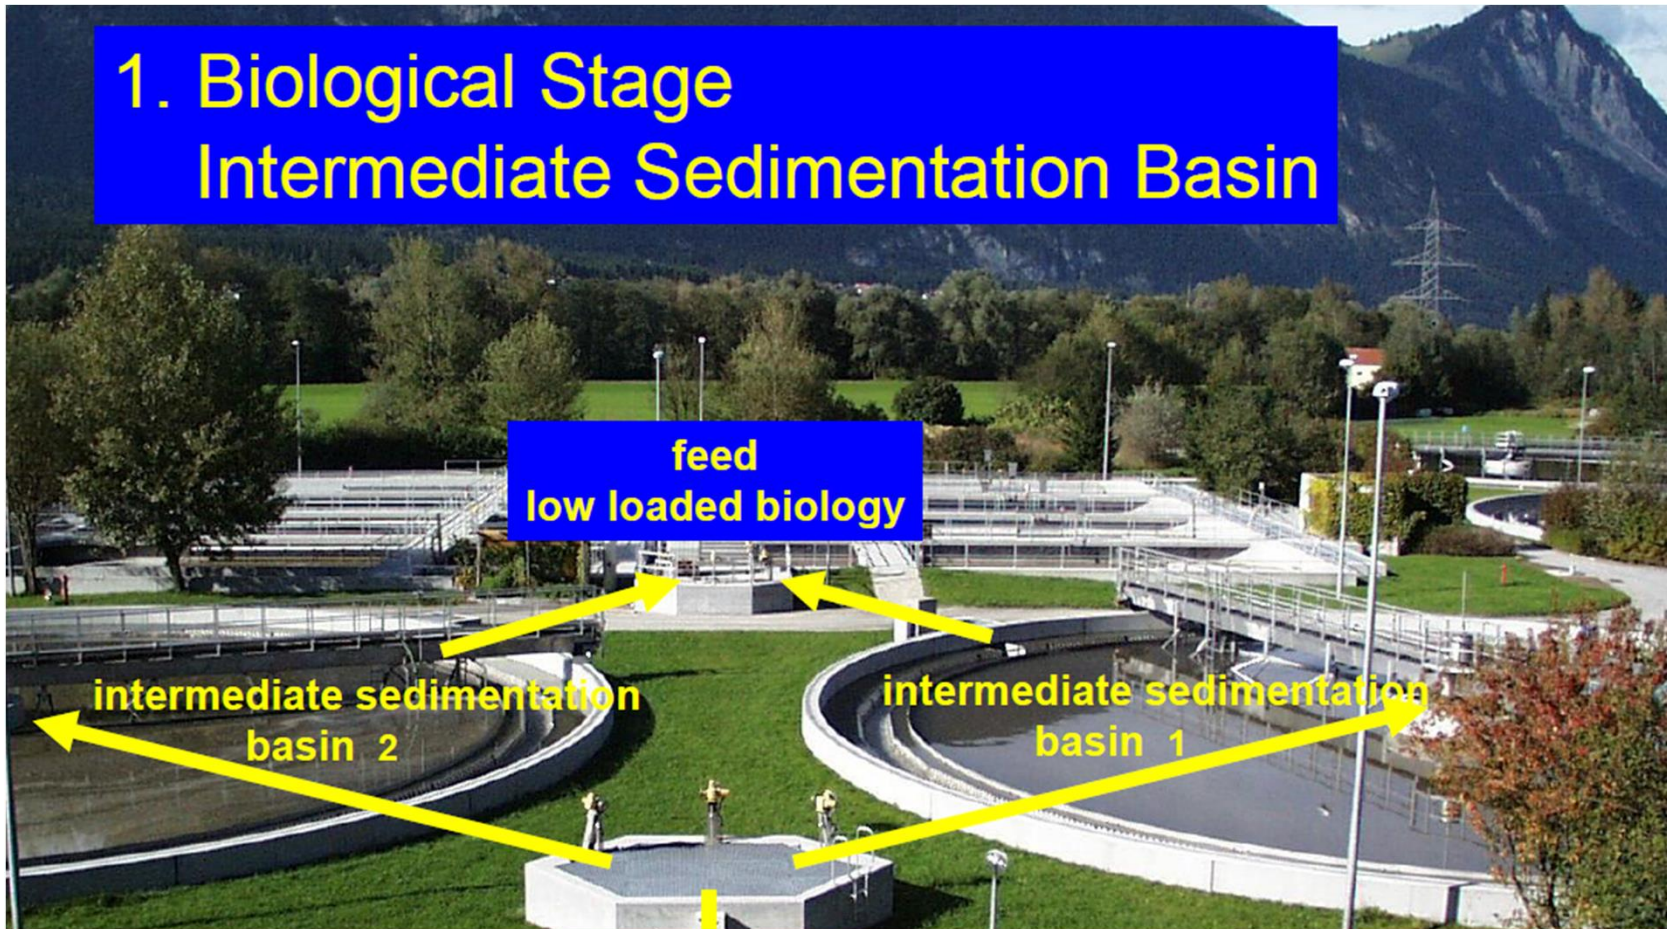 1. Biological Stage
Intermediate Sedimentation Basin
feed
low loaded biology
intermediate sedimentation
basin 2
intermediate sedimentation
basin 1